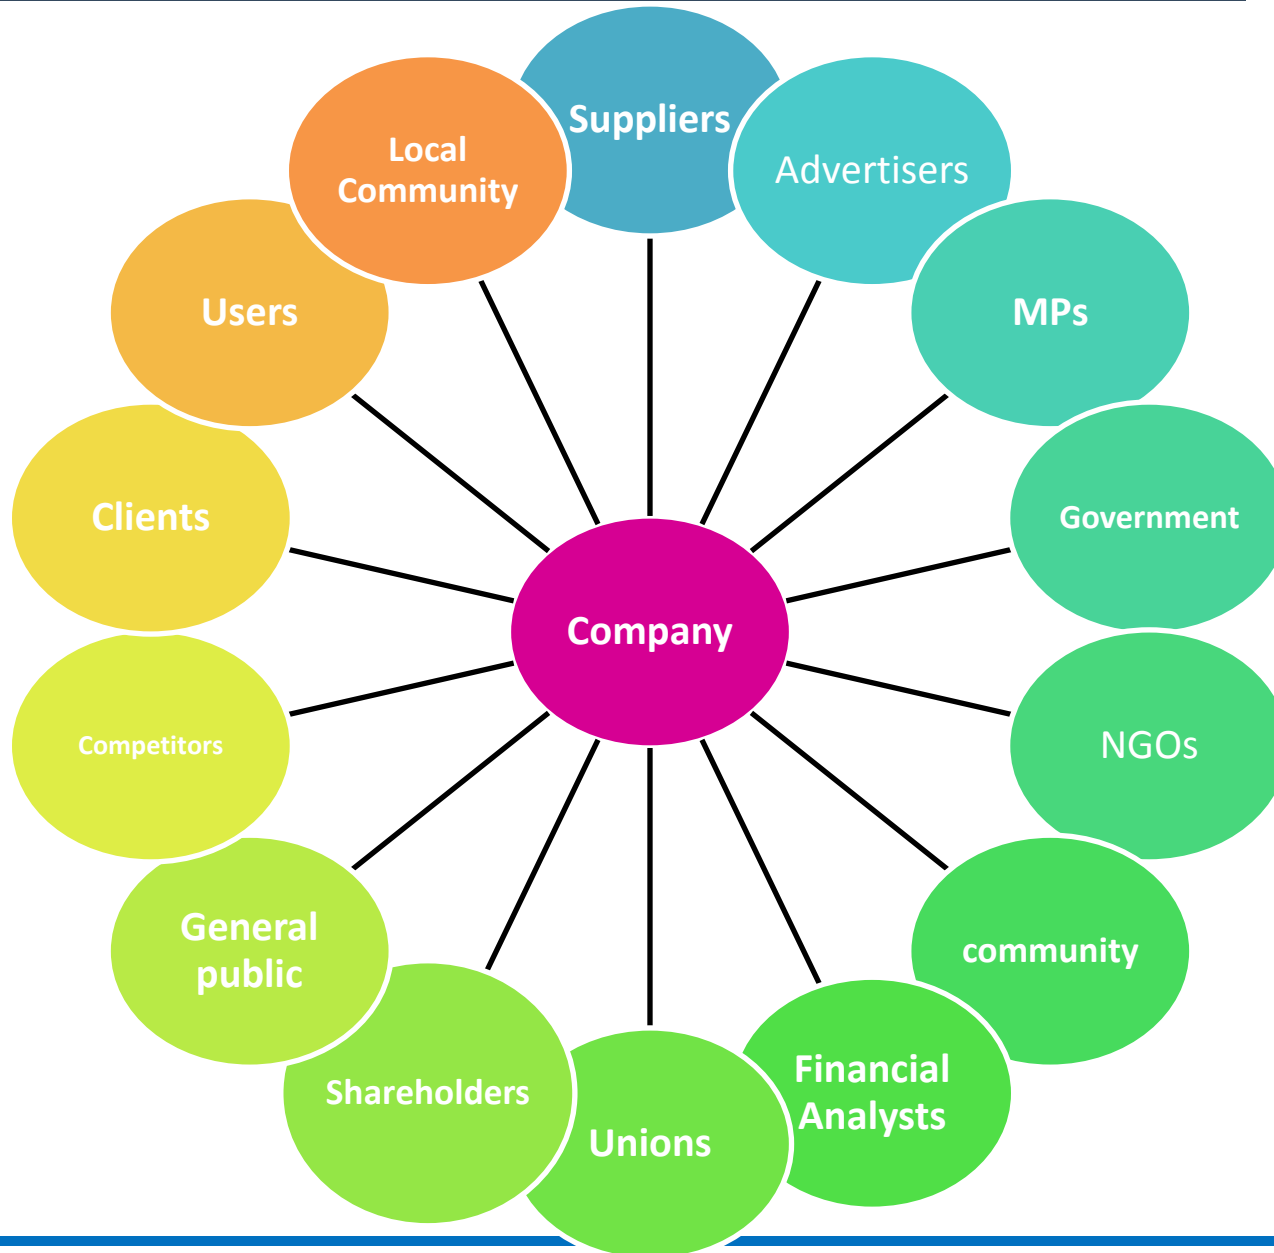 Suppliers
Local
Community
Advertisers
Users
MPs
Clients
Government
Company
Competitors
NGOs
General
public
community
Shareholders
Financial
Analysts
Unions